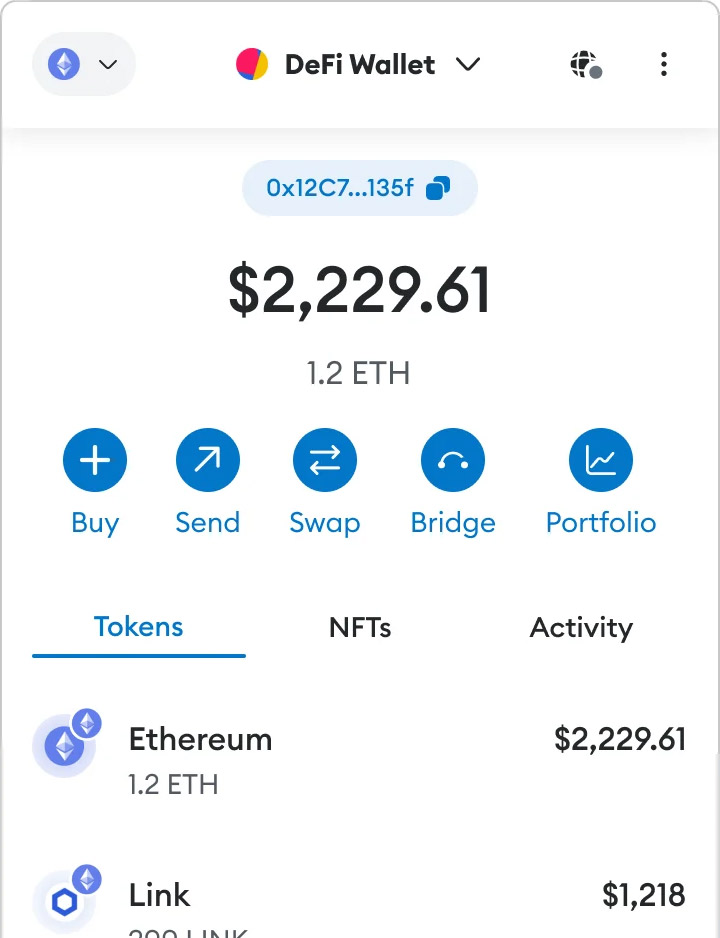 DeFi Wallet
0x12C7...135f
$2,229.61
1.2 ETH
Buy Send Swap Bridge Portfolio
Tokens NFTs Activity
Ethereum $2,229.61
1.2 ETH
Link $1,218
LINK